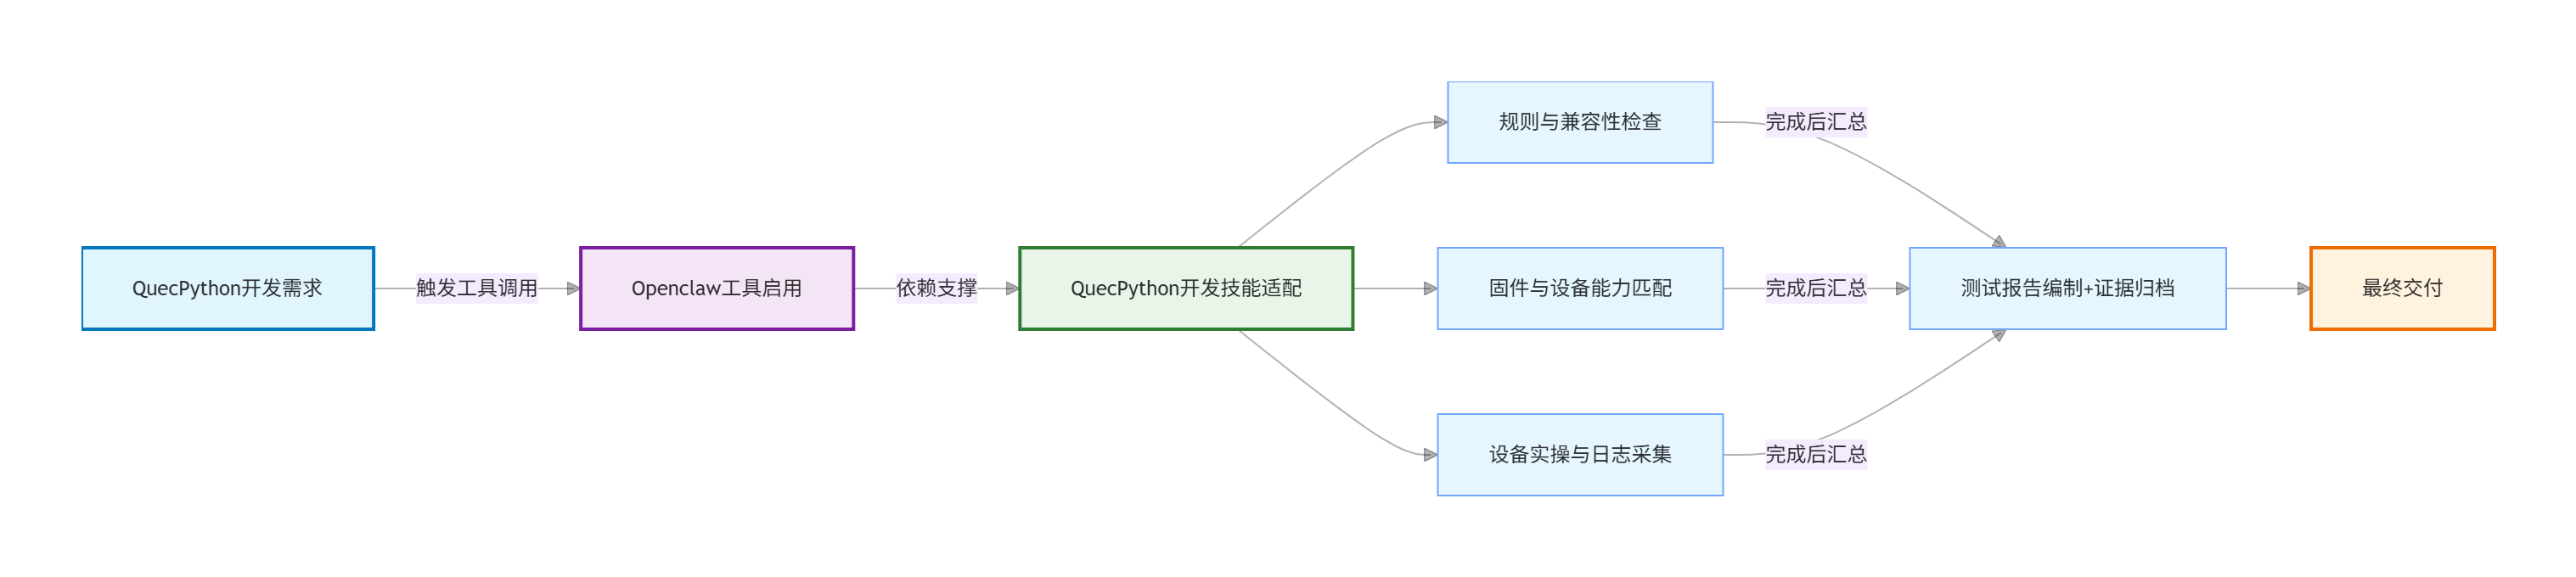 QuecPython开发需求
触发工具调用
Openclaw工具启用
依赖支撑
QuecPython开发技能适配
规则与兼容性检查
完成后汇总
固件与设备能力匹配
完成后汇总
设备实操与日志采集
完成后汇总
测试报告编制+证据归档
最终交付